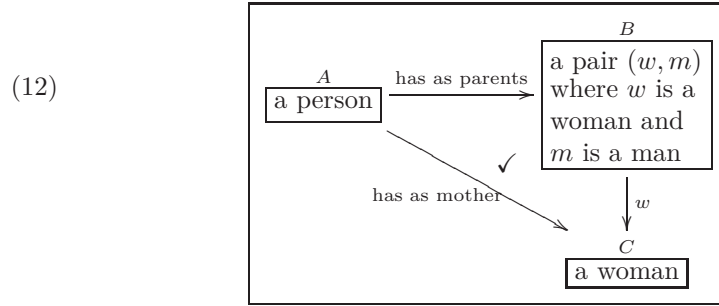 (12)
A
a person
has as parents
B
a pair (w, m)
where w is a
woman and
m is a man
✓
has as mother
w
C
a woman